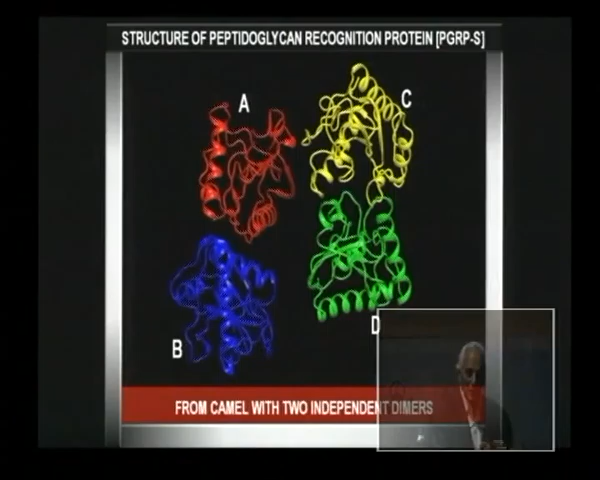 STRUCTURE OF PEPTIDOGLYCAN RECOGNITION PROTEIN [PGRP-S]
A
C
B
D
FROM CAMEL WITH TWO INDEPENDENT DIMERS